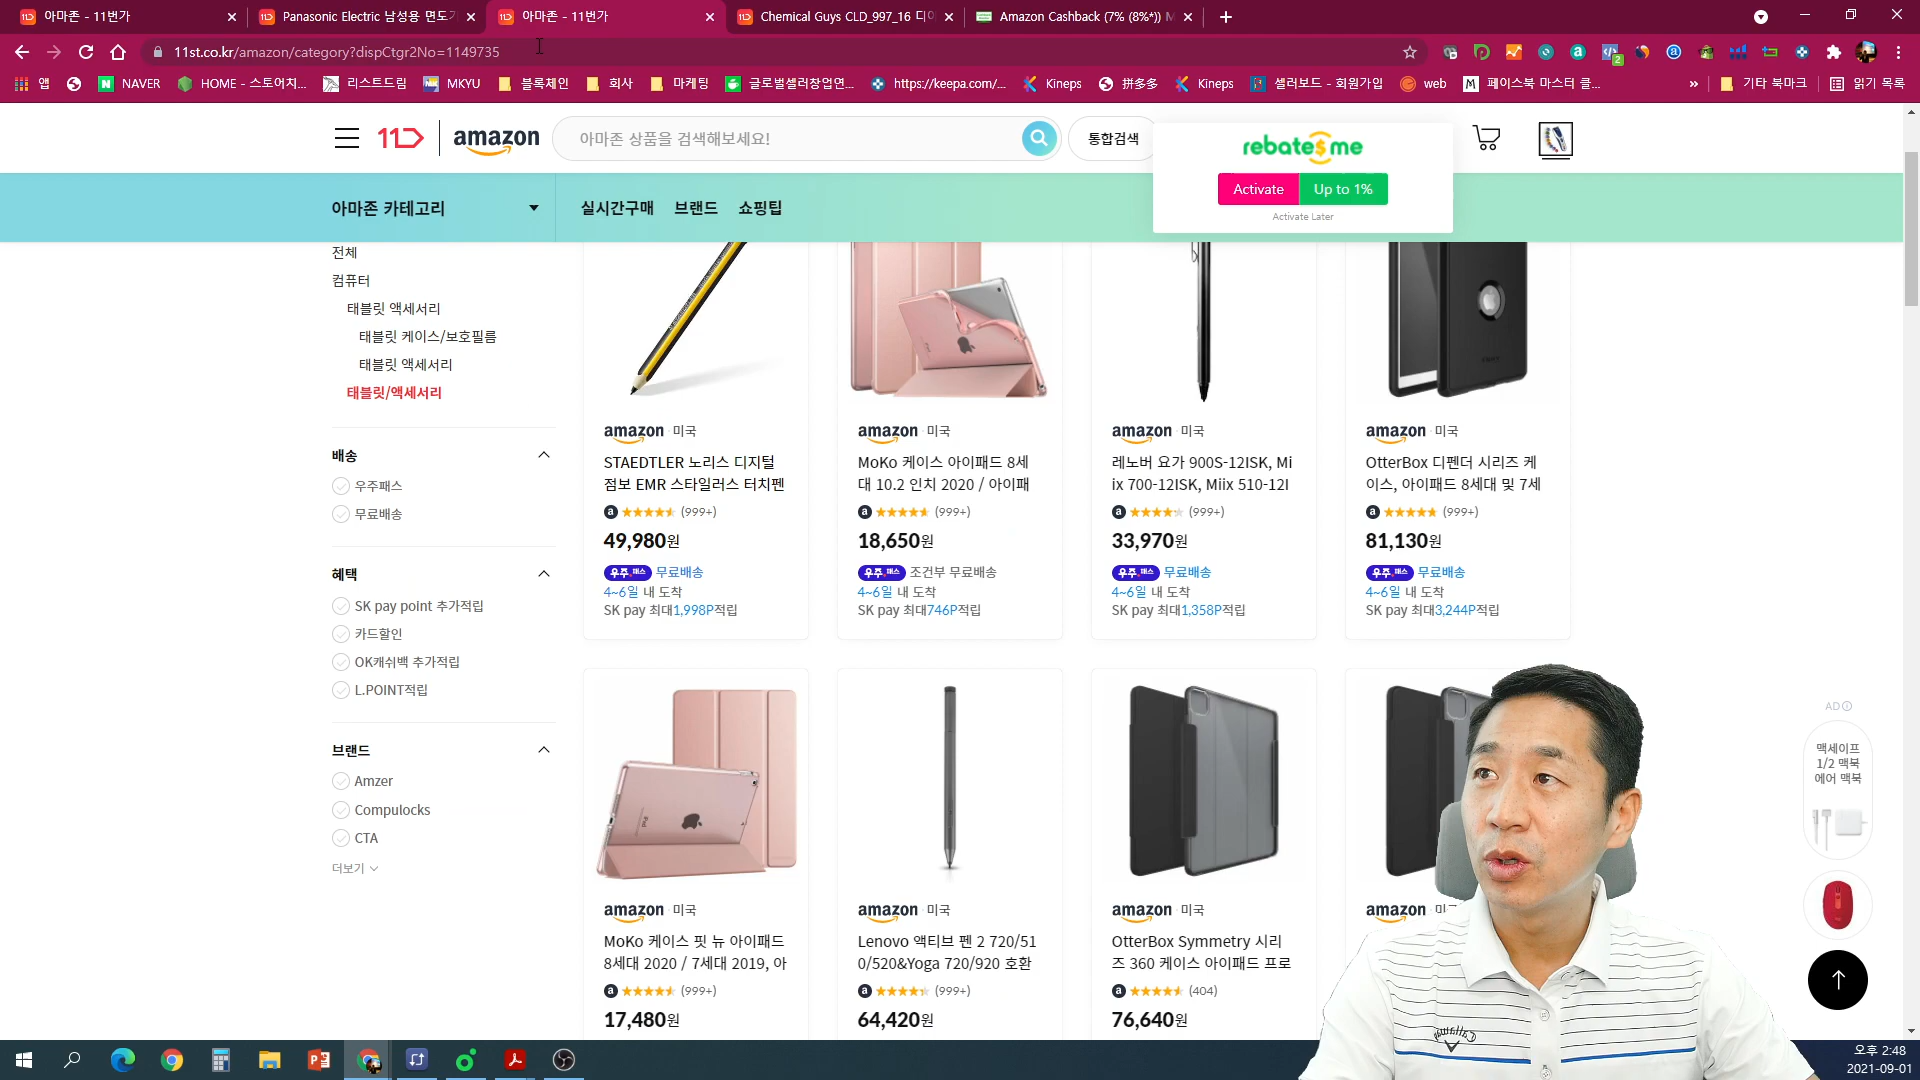 아마존 - 11번가
Panasonic Electric 남성용 면도기
아마존 - 11번가
Chemical Guys CLD_997_16 디이
Amazon Cashback (7% (8%*)) M
11st.co.kr/amazon/category?dispCtgr2No=1149735
앱
NAVER
HOME - 스토어치...
리스트드림
MKYU
블록체인
회사
마케팅
글로벌셀러창업연...
https://keepa.com/...
Kineps
拼多多
Kineps
셀러보드 - 회원가입
web
페이스북 마스터 클...
»
기타 북마크
읽기 목록
amazon
아마존 상품을 검색해보세요!
통합검색
rebatesme
Activate
Up to 1%
Activate Later
아마존 카테고리
실시간구매
브랜드
쇼핑팁
전체
컴퓨터
태블릿 액세서리
태블릿 케이스/보호필름
태블릿 액세서리
태블릿/액세서리
배송
우주패스
무료배송
혜택
SK pay point 추가적립
카드할인
OK캐쉬백 추가적립
L.POINT적립
브랜드
Amzer
Compulocks
CTA
더보기
amazon 미국
STAEDTLER 노리스 디지털
점보 EMR 스타일러스 터치펜
(999+)
49,980원
우주패스 무료배송
4~6일 내 도착
SK pay 최대1,998P적립
amazon 미국
MoKo 케이스 아이패드 8세
대 10.2 인치 2020 / 아이패
(999+)
18,650원
우주패스 조건부 무료배송
4~6일 내 도착
SK pay 최대746P적립
amazon 미국
레노버 요가 900S-12ISK, Mi
ix 700-12ISK, Miix 510-12I
(999+)
33,970원
우주패스 무료배송
4~6일 내 도착
SK pay 최대1,358P적립
amazon 미국
OtterBox 디펜더 시리즈 케
이스, 아이패드 8세대 및 7세
(999+)
81,130원
우주패스 무료배송
4~6일 내 도착
SK pay 최대3,244P적립
amazon 미국
MoKo 케이스 핏 뉴 아이패드
8세대 2020 / 7세대 2019, 아
(999+)
17,480원
amazon 미국
Lenovo 액티브 펜 2 720/51
0/520&Yoga 720/920 호환
(999+)
64,420원
amazon 미국
OtterBox Symmetry 시리
즈 360 케이스 아이패드 프로
(404)
76,640원
amazon
AD
맥세이프
1/2 맥북
에어 맥북
Callaway
오후 2:48
2021-09-01